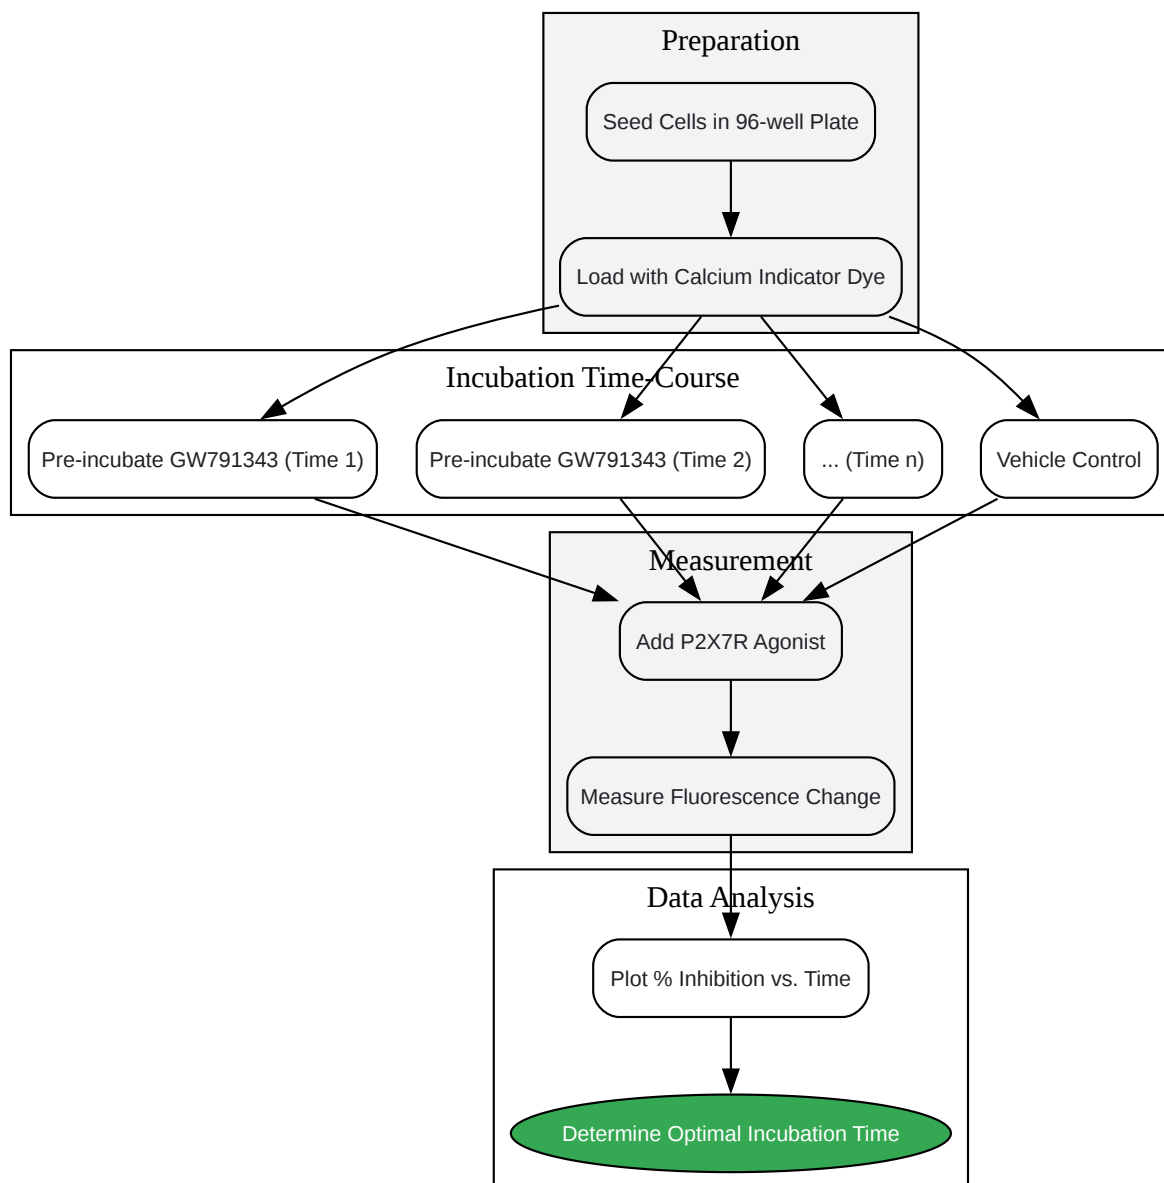 Preparation
Seed Cells in 96-well Plate
Load with Calcium Indicator Dye
Incubation Time-Course
Pre-incubate GW791343 (Time 1)
Pre-incubate GW791343 (Time 2)
... (Time n)
Vehicle Control
Measurement
Add P2X7R Agonist
Measure Fluorescence Change
Data Analysis
Plot % Inhibition vs. Time
Determine Optimal Incubation Time